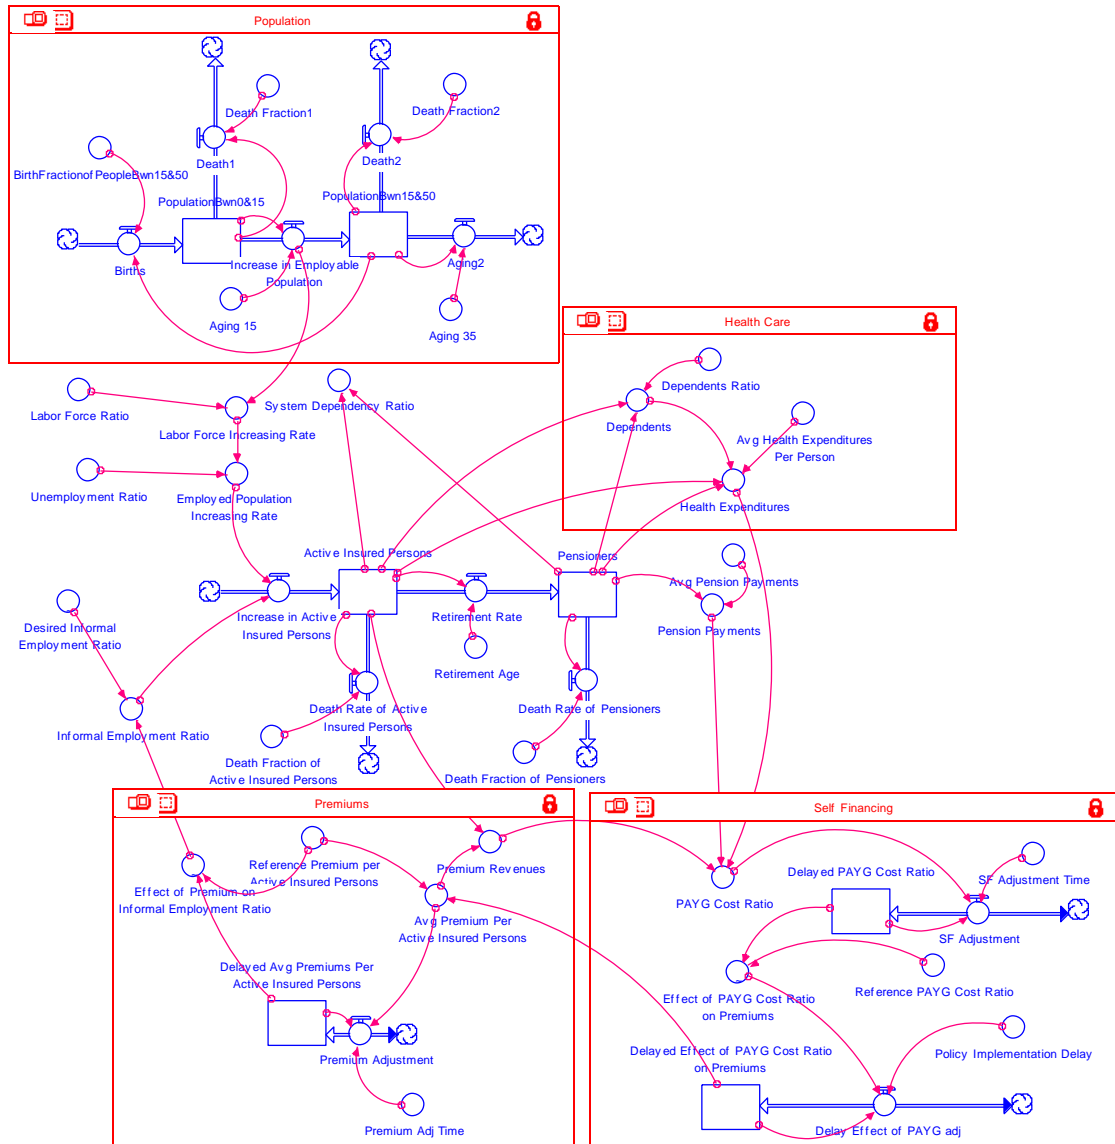 Population
Death Fraction1
Death Fraction2
Death1
Death2
BirthFractionofPeopleBwn15&50
PopulationBwn0&15
PopulationBwn15&50
Births
Increase in Employable
Population
Aging2
Aging 15
Aging 35
Health Care
Dependents Ratio
Dependents
Avg Health Expenditures
Per Person
Health Expenditures
Labor Force Ratio
System Dependency Ratio
Labor Force Increasing Rate
Unemployment Ratio
Employed Population
Increasing Rate
Active Insured Persons
Pensioners
Avg Pension Payments
Desired Informal
Employment Ratio
Increase in Active
Insured Persons
Retirement Rate
Pension Payments
Retirement Age
Informal Employment Ratio
Death Rate of Active
Insured Persons
Death Rate of Pensioners
Death Fraction of
Active Insured Persons
Death Fraction of Pensioners
Premiums
Reference Premium per
Active Insured Persons
Premium Revenues
Effect of Premium on
Informal Employment Ratio
Avg Premium Per
Active Insured Persons
Delayed Avg Premiums Per
Active Insured Persons
Premium Adjustment
Premium Adj Time
Self Financing
Delayed PAYG Cost Ratio
SF Adjustment Time
PAYG Cost Ratio
SF Adjustment
Effect of PAYG Cost Ratio
on Premiums
Reference PAYG Cost Ratio
Delayed Effect of PAYG Cost Ratio
on Premiums
Policy Implementation Delay
Delay Effect of PAYG adj